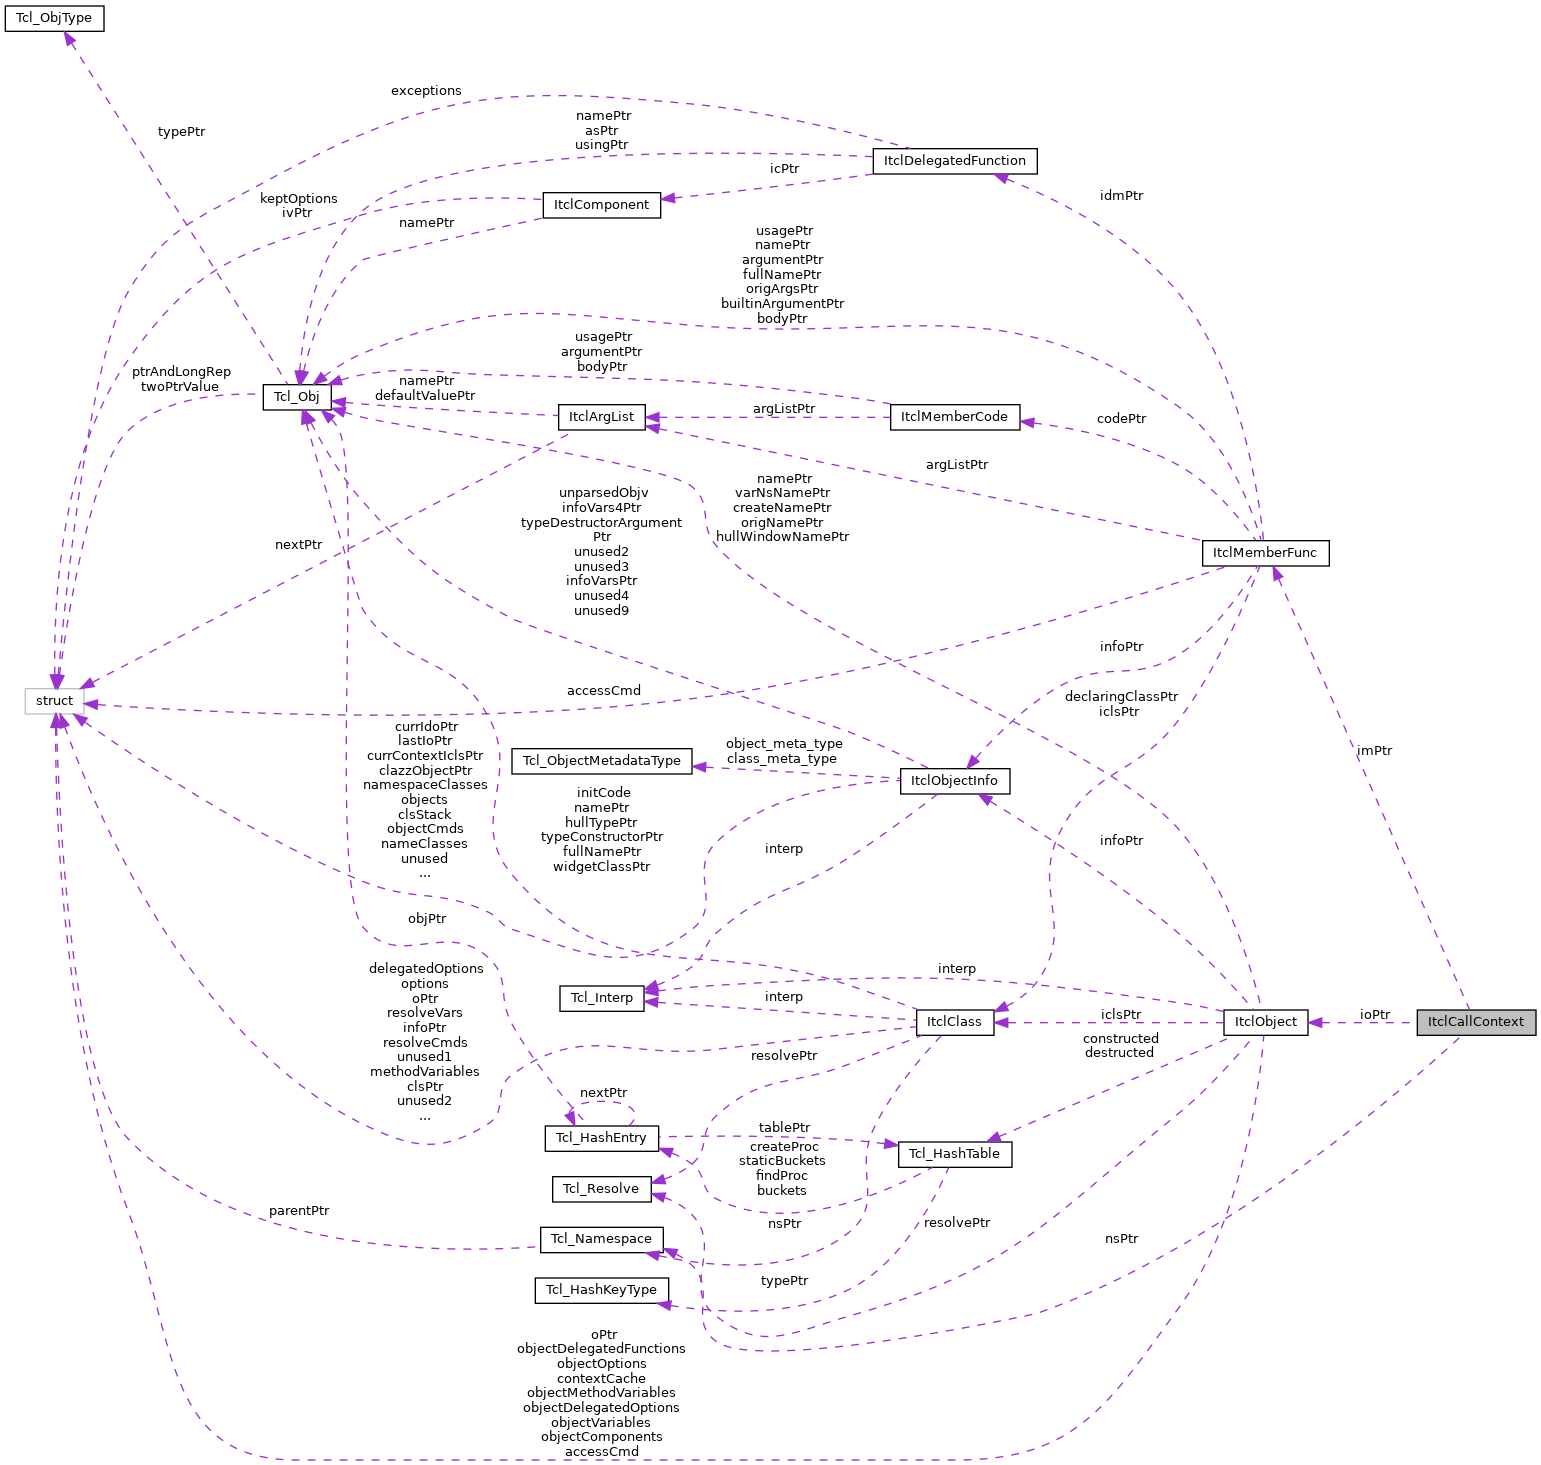 Tcl_ObjType
exceptions
namePtr
asPtr
usingPtr
typePtr
ItclDelegatedFunction
icPtr
idmPtr
keptOptions
ivPtr
ItclComponent
namePtr
usagePtr
namePtr
argumentPtr
fullNamePtr
origArgsPtr
builtinArgumentPtr
bodyPtr
usagePtr
argumentPtr
bodyPtr
ptrAndLongRep
twoPtrValue
namePtr
defaultValuePtr
Tcl_Obj
ItclArgList
argListPtr
ItclMemberCode
codePtr
argListPtr
namePtr
varNsNamePtr
createNamePtr
origNamePtr
hullWindowNamePtr
unparsedObjv
infoVars4Ptr
typeDestructorArgument
Ptr
unused2
unused3
infoVarsPtr
unused4
unused9
nextPtr
ItclMemberFunc
infoPtr
accessCmd
declaringClassPtr
iclsPtr
struct
currIdoPtr
lastIoPtr
currContextIclsPtr
clazzObjectPtr
namespaceClasses
objects
clsStack
objectCmds
nameClasses
unused
...
Tcl_ObjectMetadataType
object_meta_type
class_meta_type
ItclObjectInfo
imPtr
initCode
namePtr
hullTypePtr
typeConstructorPtr
fullNamePtr
widgetClassPtr
interp
infoPtr
objPtr
delegatedOptions
options
oPtr
resolveVars
infoPtr
resolveCmds
unused1
methodVariables
clsPtr
unused2
...
interp
Tcl_Interp
interp
ItclClass
iclsPtr
ItclObject
ioPtr
ItclCallContext
constructed
destructed
resolvePtr
nextPtr
Tcl_HashEntry
tablePtr
Tcl_HashTable
createProc
staticBuckets
findProc
buckets
Tcl_Resolve
parentPtr
nsPtr
resolvePtr
Tcl_Namespace
nsPtr
Tcl_HashKeyType
typePtr
oPtr
objectDelegatedFunctions
objectOptions
contextCache
objectMethodVariables
objectDelegatedOptions
objectVariables
objectComponents
accessCmd